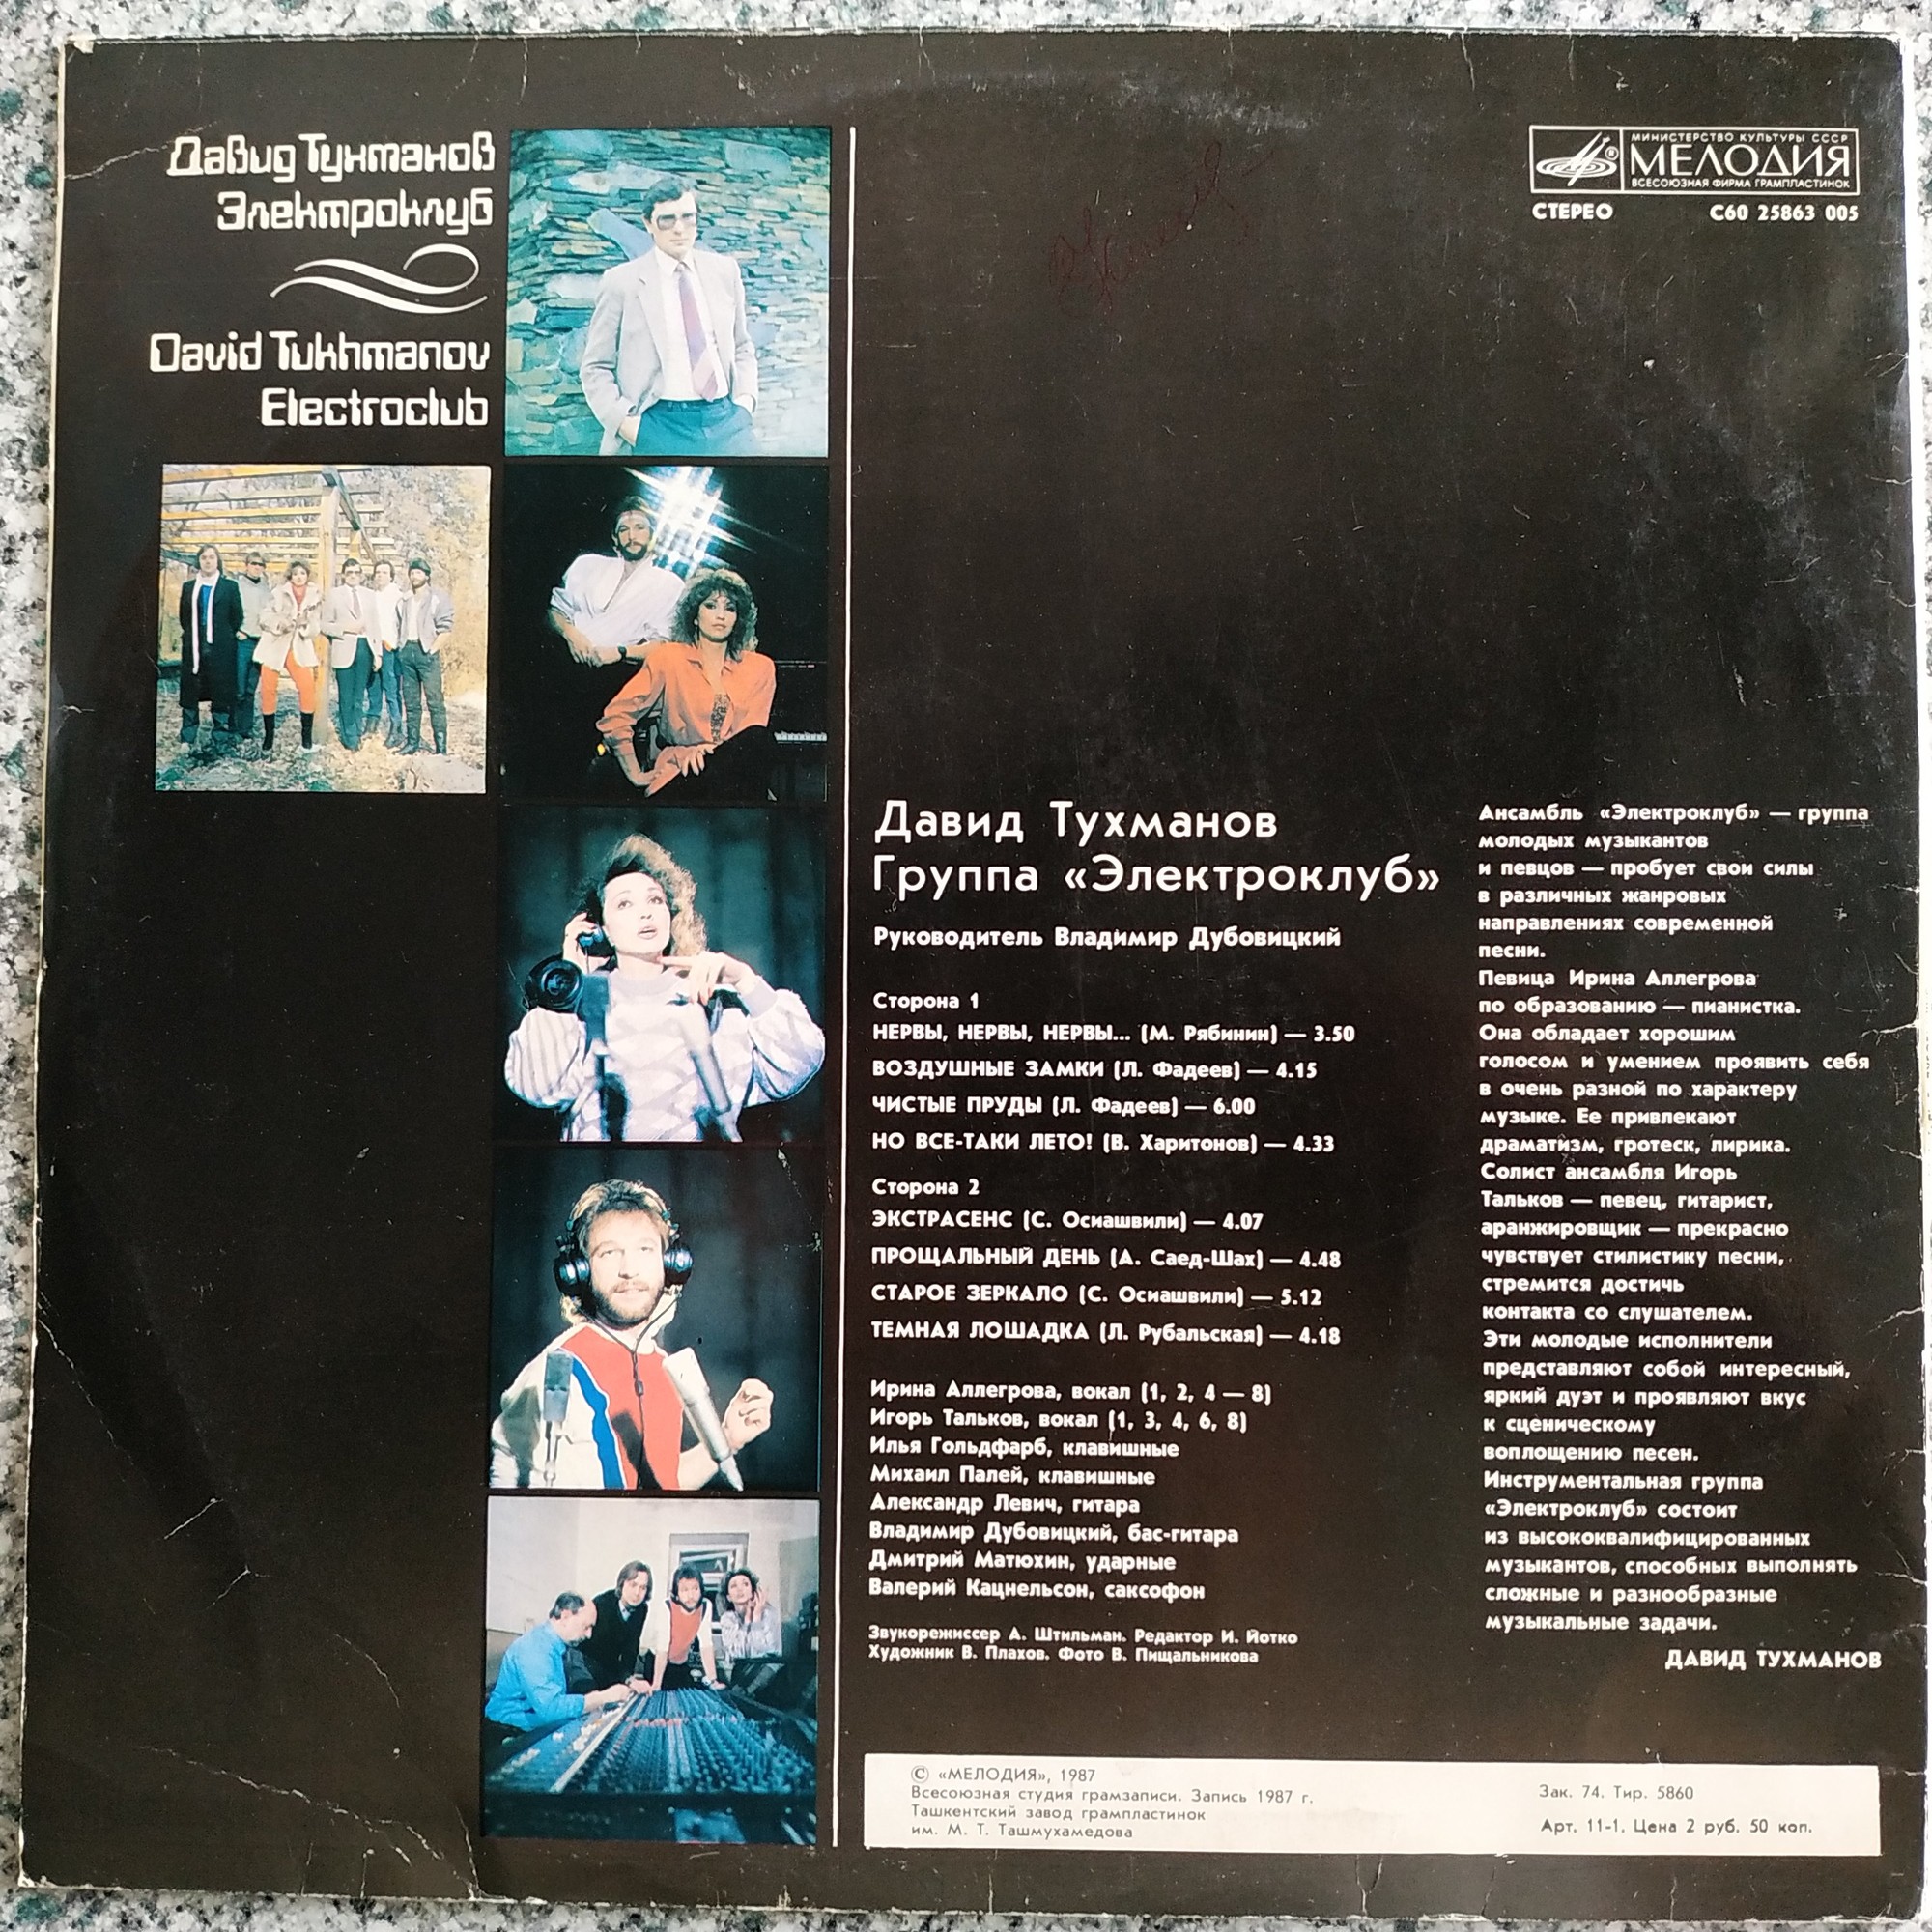 Давид Тухманов
Электроклуб
David Tukhmanov
Electroclub
МИНИСТЕРСТВО КУЛЬТУРЫ СССР
МЕЛОДИЯ
ВСЕСОЮЗНАЯ ФИРМА ГРАМПЛАСТИНОК
СТЕРЕО С60 25863 005
Давид Тухманов
Группа «Электроклуб»
Руководитель Владимир Дубовицкий
Сторона 1
НЕРВЫ, НЕРВЫ, НЕРВЫ... (М. Рябинин) — 3.50
ВОЗДУШНЫЕ ЗАМКИ (Л. Фадеев) — 4.15
ЧИСТЫЕ ПРУДЫ (Л. Фадеев) — 6.00
НО ВСЕ-ТАКИ ЛЕТО! (В. Харитонов) — 4.33
Сторона 2
ЭКСТРАСЕНС (С. Осиашвили) — 4.07
ПРОЩАЛЬНЫЙ ДЕНЬ (А. Саед-Шах) — 4.48
СТАРОЕ ЗЕРКАЛО (С. Осиашвили) — 5.12
ТЕМНАЯ ЛОШАДКА (Л. Рубальская) — 4.18
Ирина Аллегрова, вокал (1, 2, 4 — 8)
Игорь Тальков, вокал (1, 3, 4, 6, 8)
Илья Гольдфарб, клавишные
Михаил Палей, клавишные
Александр Левич, гитара
Владимир Дубовицкий, бас-гитара
Дмитрий Матюхин, ударные
Валерий Кацнельсон, саксофон
Звукорежиссер А. Штильман. Редактор И. Йотко
Художник В. Плахов. Фото В. Пищальникова
Ансамбль «Электроклуб» — группа
молодых музыкантов
и певцов — пробует свои силы
в различных жанровых
направлениях современной
песни.
Певица Ирина Аллегрова
по образованию — пианистка.
Она обладает хорошим
голосом и умением проявить себя
в очень разной по характеру
музыке. Ее привлекают
драматизм, гротеск, лирика.
Солист ансамбля Игорь
Тальков — певец, гитарист,
аранжировщик — прекрасно
чувствует стилистику песни,
стремится достичь
контакта со слушателем.
Эти молодые исполнители
представляют собой интересный,
яркий дуэт и проявляют вкус
к сценическому
воплощению песен.
Инструментальная группа
«Электроклуб» состоит
из высококвалифицированных
музыкантов, способных выполнять
сложные и разнообразные
музыкальные задачи.
ДАВИД ТУХМАНОВ
© «МЕЛОДИЯ», 1987
Всесоюзная студия грамзаписи. Запись 1987 г.
Ташкентский завод грампластинок
им. М. Т. Ташмухамедова
Зак. 74. Тир. 5860
Арт. 11-1. Цена 2 руб. 50 коп.